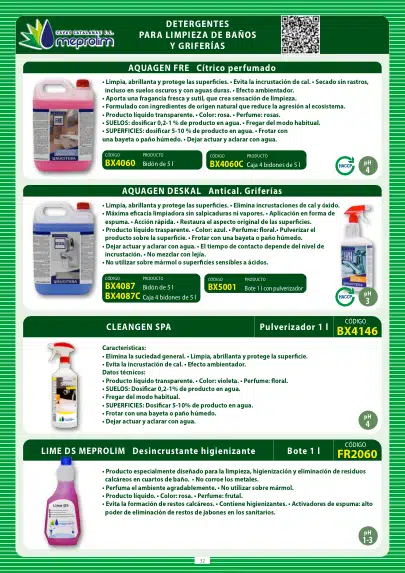 ZAYAS CATALANAS S.L.
meprolim
DETERGENTES
PARA LIMPIEZA DE BAÑOS
Y GRIFERÍAS
AQUAGEN FRE Cítrico perfumado
• Limpia, abrillanta y protege las superficies. • Evita la incrustación de cal. • Secado sin rastros,
incluso en suelos oscuros y con aguas duras. • Efecto ambientador.
• Aporta una fragancia fresca y sutil, que crea sensación de limpieza.
• Formulado con ingredientes de origen natural que reduce la agresión al ecosistema.
• Producto líquido transparente. • Color: rosa. • Perfume: rosas.
• SUELOS: dosificar 0,2-1 % de producto en agua. • Fregar del modo habitual.
• SUPERFICIES: dosificar 5-10 % de producto en agua. • Frotar con
una bayeta o paño húmedo. • Dejar actuar y aclarar con agua.
CÓDIGO PRODUCTO
BX4060 Bidón de 5 l
CÓDIGO PRODUCTO
BX4060C Caja 4 bidones de 5 l
HACCP
pH
4
AQUAGEN DESKAL Antical. Griferías
• Limpia, abrillanta y protege las superficies. • Elimina incrustaciones de cal y óxido.
• Máxima eficacia limpiadora sin salpicaduras ni vapores. • Aplicación en forma de
espuma. • Acción rápida. • Restaura el aspecto original de las superficies.
• Producto líquido trasparente. • Color: azul. • Perfume: floral. • Pulverizar el
producto sobre la superficie. • Frotar con una bayeta o paño húmedo.
Dejar actuar y aclarar con agua. • El tiempo de contacto depende del nivel de
incrustación. • No mezclar con lejía.
• No utilizar sobre mármol o superficies sensibles a ácidos.
CÓDIGO PRODUCTO
BX4087 Bidón de 5 l
BX4087C Caja 4 bidones de 5 l
CÓDIGO PRODUCTO
BX5001 Bote 1 l con pulverizador
HACCP
pH
3
CLEANGEN SPA Pulverizador 1 l
CÓDIGO
BX4146
Características:
• Elimina la suciedad general. • Limpia, abrillanta y protege la superficie.
• Evita la incrustación de cal. • Efecto ambientador.
Datos técnicos:
• Producto líquido transparente. • Color: violeta. • Perfume: floral.
• SUELOS: Dosificar 0,2-1% de producto en agua.
• Fregar del modo habitual.
• SUPERFICIES: Dosificar 5-10% de producto en agua.
• Frotar con una bayeta o paño húmedo.
• Dejar actuar y aclarar con agua.
pH
4
LIME DS MEPROLIM Desincrustante higienizante Bote 1 l
CÓDIGO
FR2060
Lime DS
• Producto especialmente diseñado para la limpieza, higienización y eliminación de residuos
calcáreos en cuartos de baño. • No corroe los metales.
• Perfuma el ambiente agradablemente. • No utilizar sobre mármol.
• Producto líquido. • Color: rosa. • Perfume: frutal.
• Evita la formación de restos calcáreos. • Contiene higienizantes. • Activadores de espuma: alto
poder de eliminación de restos de jabones en los sanitarios.
pH
1-3